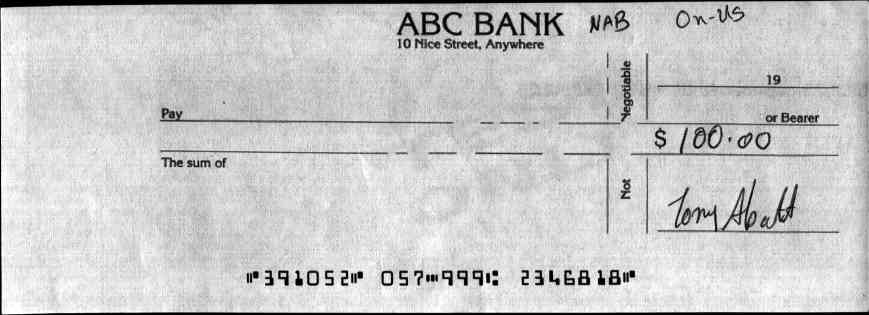 ABC BANK NAB On-US
10 Nice Street, Anywhere
19
Pay
or Bearer
$ 100.00
The sum of
Not Negotiable
Tony Abatt
⑈391052⑈ 057⑉999⑆ 2346818⑈